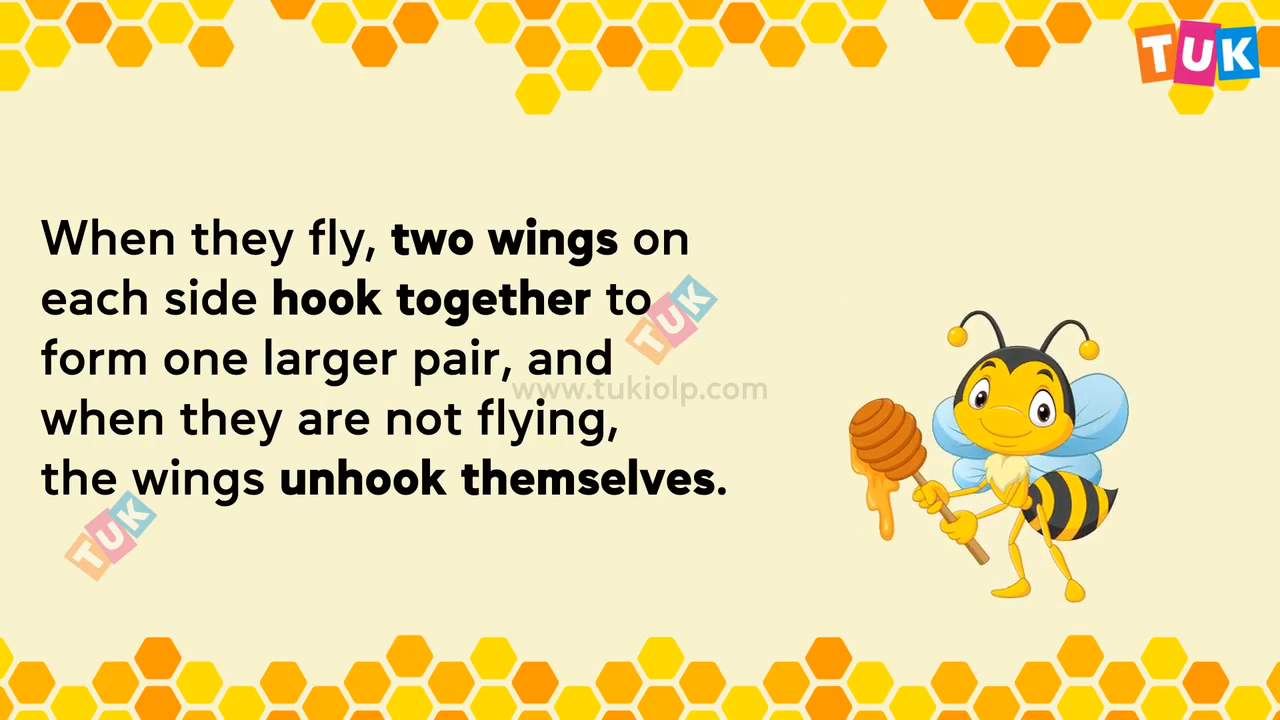 TUK
When they fly, two wings on
each side hook together to
form one larger pair, and
when they are not flying,
the wings unhook themselves.
TUK
www.tukiolp.com
TUK